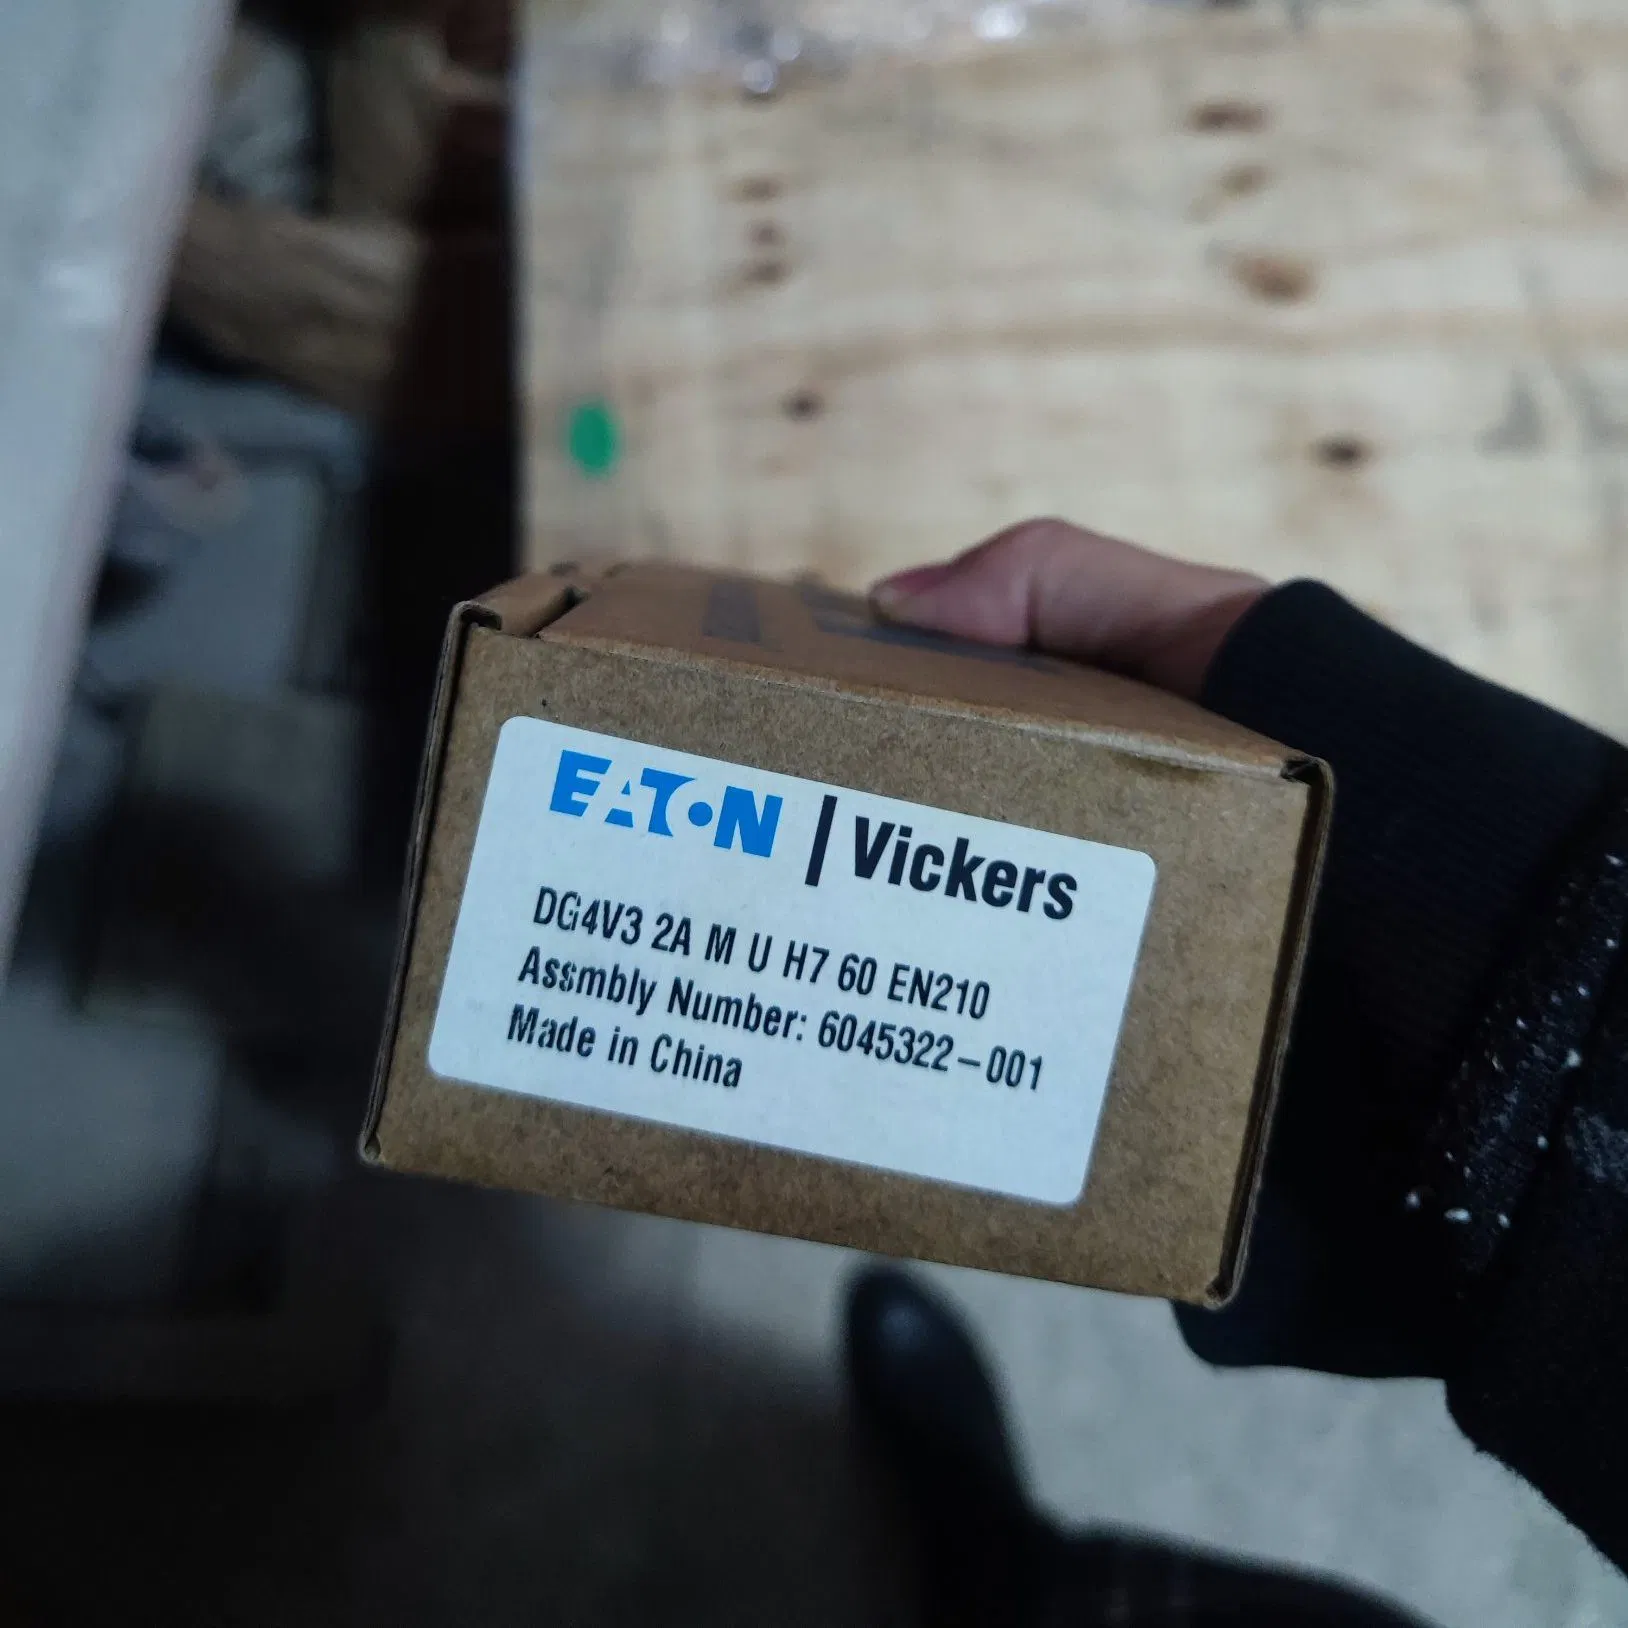 EATON | Vickers
DG4V3 2A M U H7 60 EN210
Assmbly Number: 6045322-001
Made in China